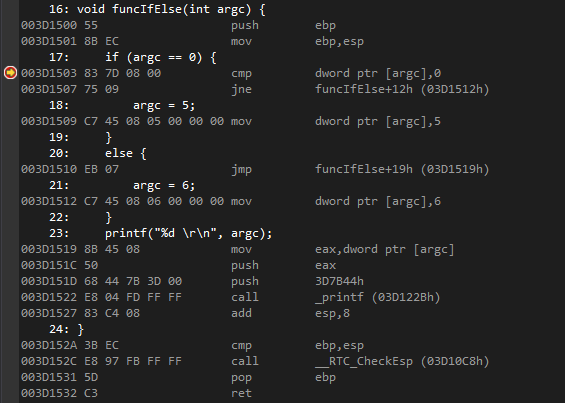 16: void funcIfElse(int argc) {
003D1500 55 push ebp
003D1501 8B EC mov ebp,esp
17: if (argc == 0) {
003D1503 83 7D 08 00 cmp dword ptr [argc],0
003D1507 75 09 jne funcIfElse+12h (03D1512h)
18: argc = 5;
003D1509 C7 45 08 05 00 00 00 mov dword ptr [argc],5
19: }
20: else {
003D1510 EB 07 jmp funcIfElse+19h (03D1519h)
21: argc = 6;
003D1512 C7 45 08 06 00 00 00 mov dword ptr [argc],6
22: }
23: printf("%d \r\n", argc);
003D1519 8B 45 08 mov eax,dword ptr [argc]
003D151C 50 push eax
003D151D 68 44 7B 3D 00 push 3D7B44h
003D1522 E8 04 FD FF FF call _printf (03D122Bh)
003D1527 83 C4 08 add esp,8
24: }
003D152A 3B EC cmp ebp,esp
003D152C E8 97 FB FF FF call __RTC_CheckEsp (03D10C8h)
003D1531 5D pop ebp
003D1532 C3 ret